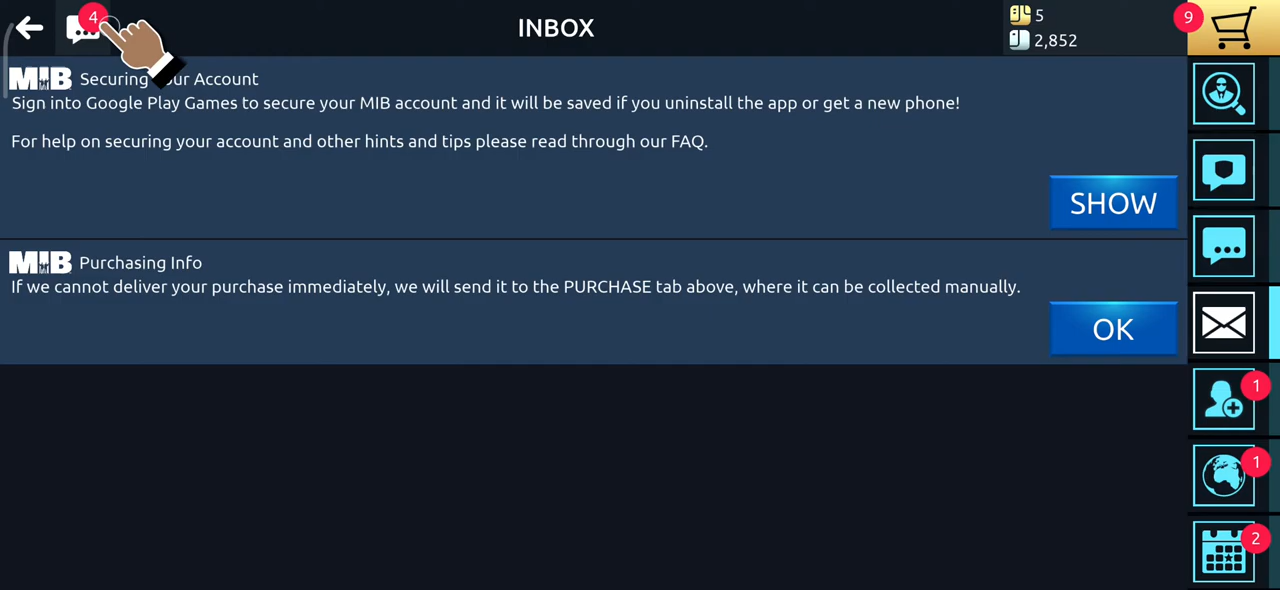 4
INBOX
5
2,852
9
MIB Securing Your Account
Sign into Google Play Games to secure your MIB account and it will be saved if you uninstall the app or get a new phone!
For help on securing your account and other hints and tips please read through our FAQ.
SHOW
MIB Purchasing Info
If we cannot deliver your purchase immediately, we will send it to the PURCHASE tab above, where it can be collected manually.
OK
1
1
2